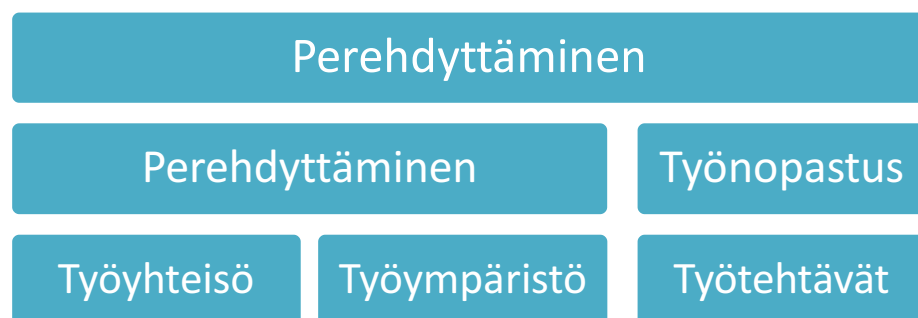 Perehdyttäminen
Perehdyttäminen Työnopastus
Työyhteisö Työympäristö Työtehtävät